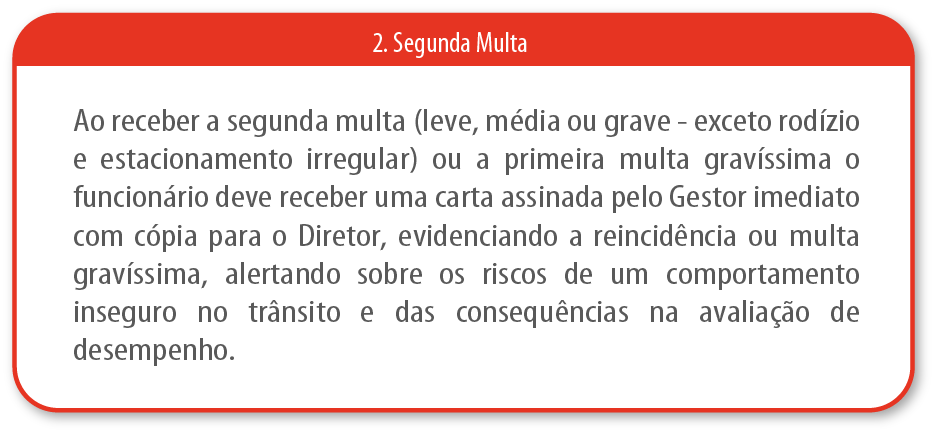 2. Segunda Multa
Ao receber a segunda multa (leve, média ou grave - exceto rodízio
e estacionamento irregular) ou a primeira multa gravíssima o
funcionário deve receber uma carta assinada pelo Gestor imediato
com cópia para o Diretor, evidenciando a reincidência ou multa
gravíssima, alertando sobre os riscos de um comportamento
inseguro no trânsito e das consequências na avaliação de
desempenho.